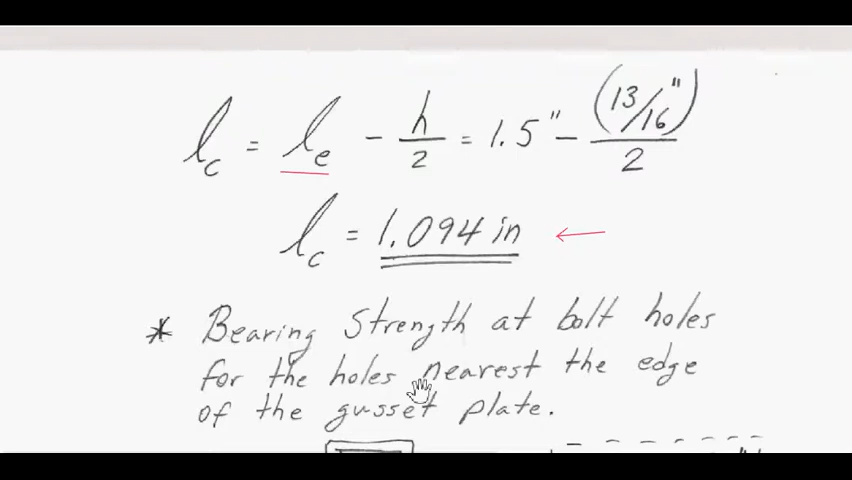 lc = le - h/2 = 1.5" - (13/16")/2
lc = 1.094 in
* Bearing Strength at bolt holes
for the holes nearest the edge
of the gusset plate.